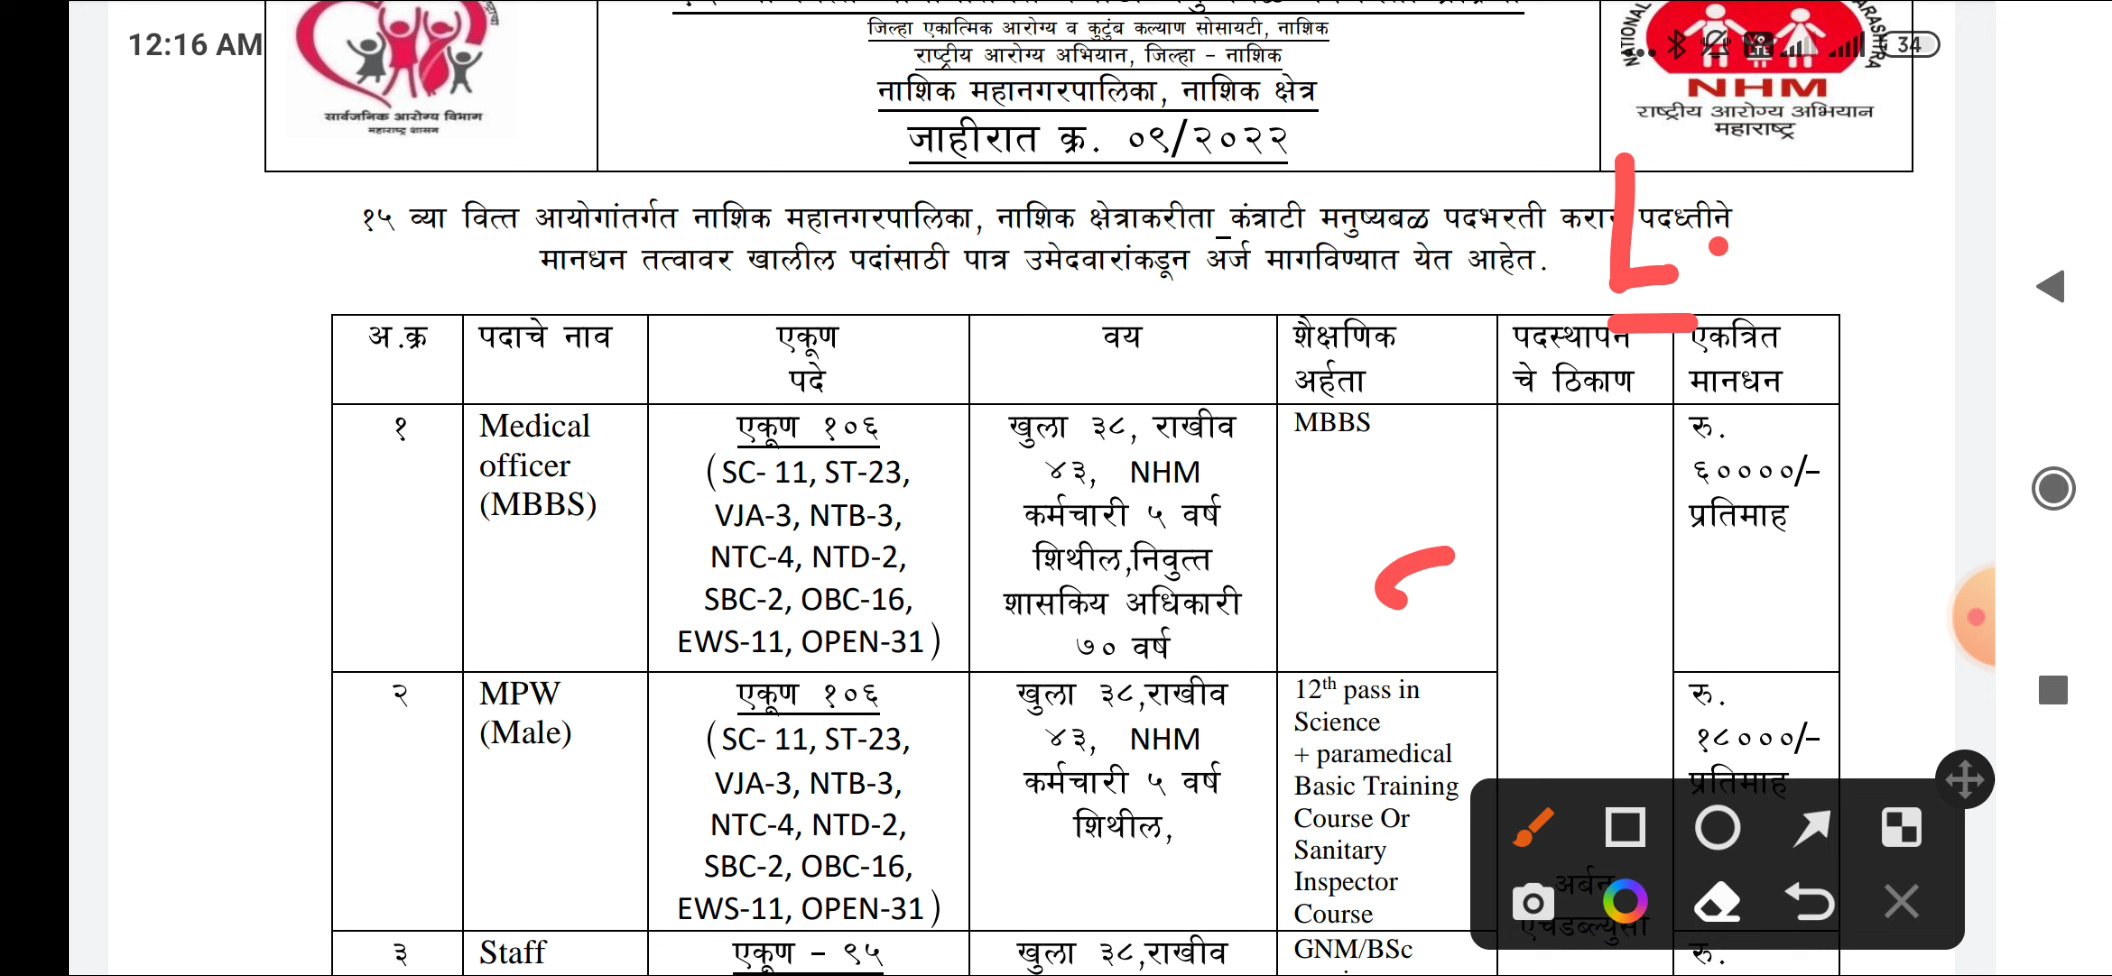 12:16 AM
34
सार्वजनिक आरोग्य विभाग
महाराष्ट्र शासन
जिल्हा एकात्मिक आरोग्य व कुटुंब कल्याण सोसायटी, नाशिक
राष्ट्रीय आरोग्य अभियान, जिल्हा – नाशिक
नाशिक महानगरपालिका, नाशिक क्षेत्र
जाहीरात क्र. ०९/२०२२
NATIONAL
NHM
राष्ट्रीय आरोग्य अभियान
महाराष्ट्र
१५ व्या वित्त आयोगांतर्गत नाशिक महानगरपालिका, नाशिक क्षेत्राकरीता कंत्राटी मनुष्यबळ पदभरती करार पदध्तीने
मानधन तत्वावर खालील पदांसाठी पात्र उमेदवारांकडून अर्ज मागविण्यात येत आहेत.
L
अ.क्र
पदाचे नाव
एकूण
पदे
वय
शैक्षणिक
अर्हता
पदस्थापने
चे ठिकाण
एकत्रित
मानधन
१
Medical
officer
(MBBS)
एकूण १०६
(SC- 11, ST-23,
VJA-3, NTB-3,
NTC-4, NTD-2,
SBC-2, OBC-16,
EWS-11, OPEN-31)
खुला ३८, राखीव
४३, NHM
कर्मचारी ५ वर्ष
शिथील,निवुत्त
शासकिय अधिकारी
७० वर्ष
MBBS
रु.
६००००/–
प्रतिमाह
२
MPW
(Male)
एकूण १०६
(SC- 11, ST-23,
VJA-3, NTB-3,
NTC-4, NTD-2,
SBC-2, OBC-16,
EWS-11, OPEN-31)
खुला ३८,राखीव
४३, NHM
कर्मचारी ५ वर्ष
शिथील,
12th pass in
Science
+ paramedical
Basic Training
Course Or
Sanitary
Inspector
Course
रु.
१८०००/–
प्रतिमाह
अर्बन
३
Staff
एकूण – ९५
खुला ३८,राखीव
GNM/BSc
रु.